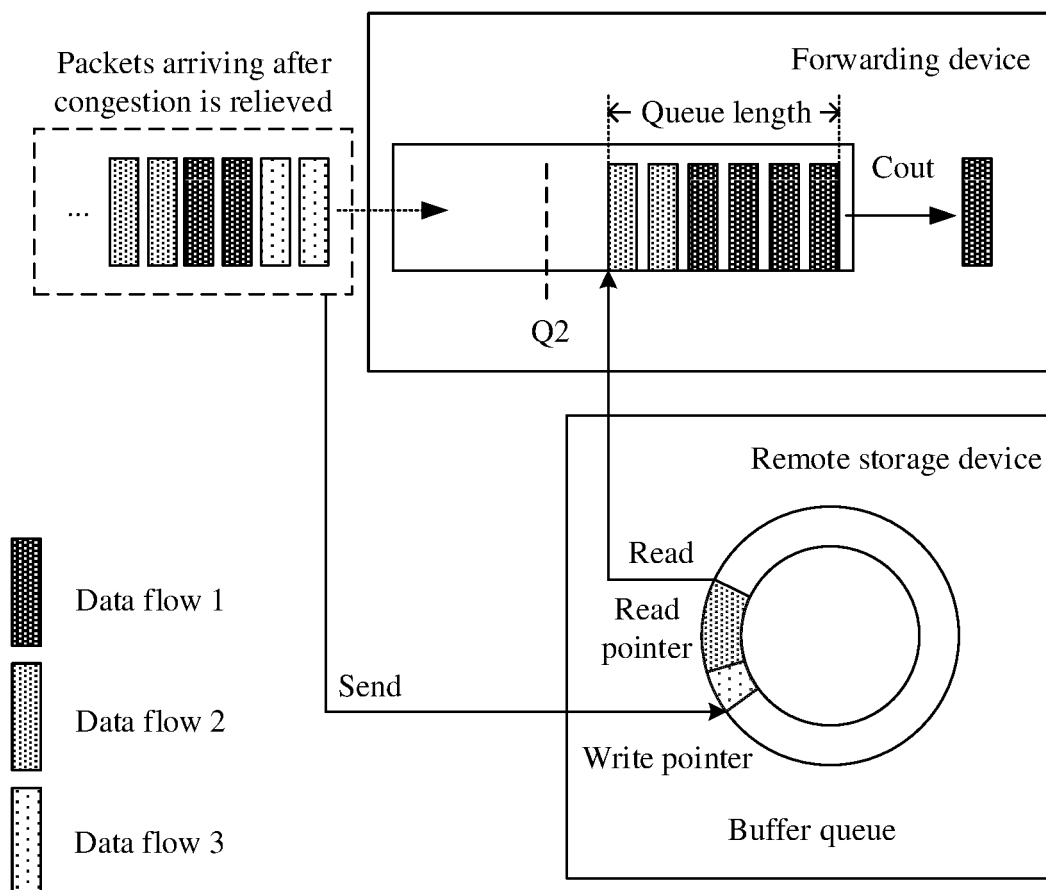 Packets arriving after
congestion is relieved
...
Forwarding device
Queue length
Cout
Q2
Remote storage device
Read
Read
pointer
Send
Write pointer
Buffer queue
Data flow 1
Data flow 2
Data flow 3